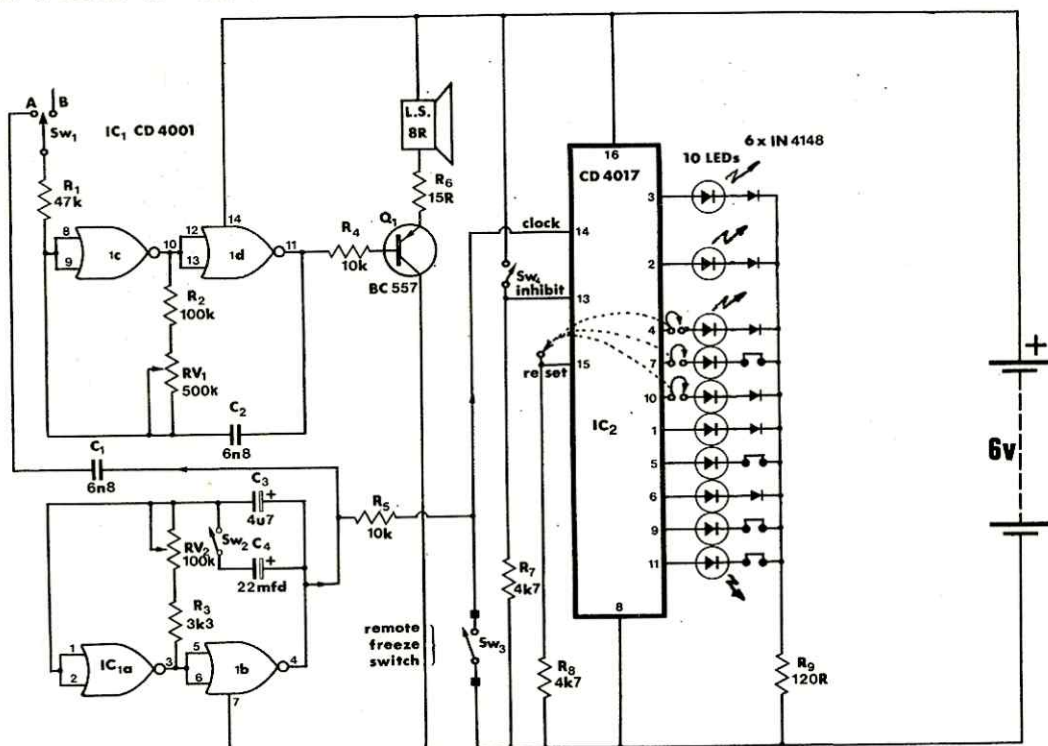 A B
Sw1
IC1 CD 4001
R1
47k
8
9
1c
10
12
13
14
1d
11
R2
100k
RV1
500k
C2
6n8
C1
6n8
R4
10k
L.S.
8R
R6
15R
Q1
BC 557
C3
4u7
+
Sw2
C4
+
22mfd
RV2
100k
R3
3k3
1
2
IC1a
3
5
6
1b
4
7
R5
10k
remote
freeze
switch
Sw3
clock
14
Sw4
inhibit
13
15
reset
R7
4k7
R8
4k7
16
CD 4017
IC2
8
10 LEDs
6 x IN 4148
3
2
4
7
10
1
5
6
9
11
R9
120R
+
6v